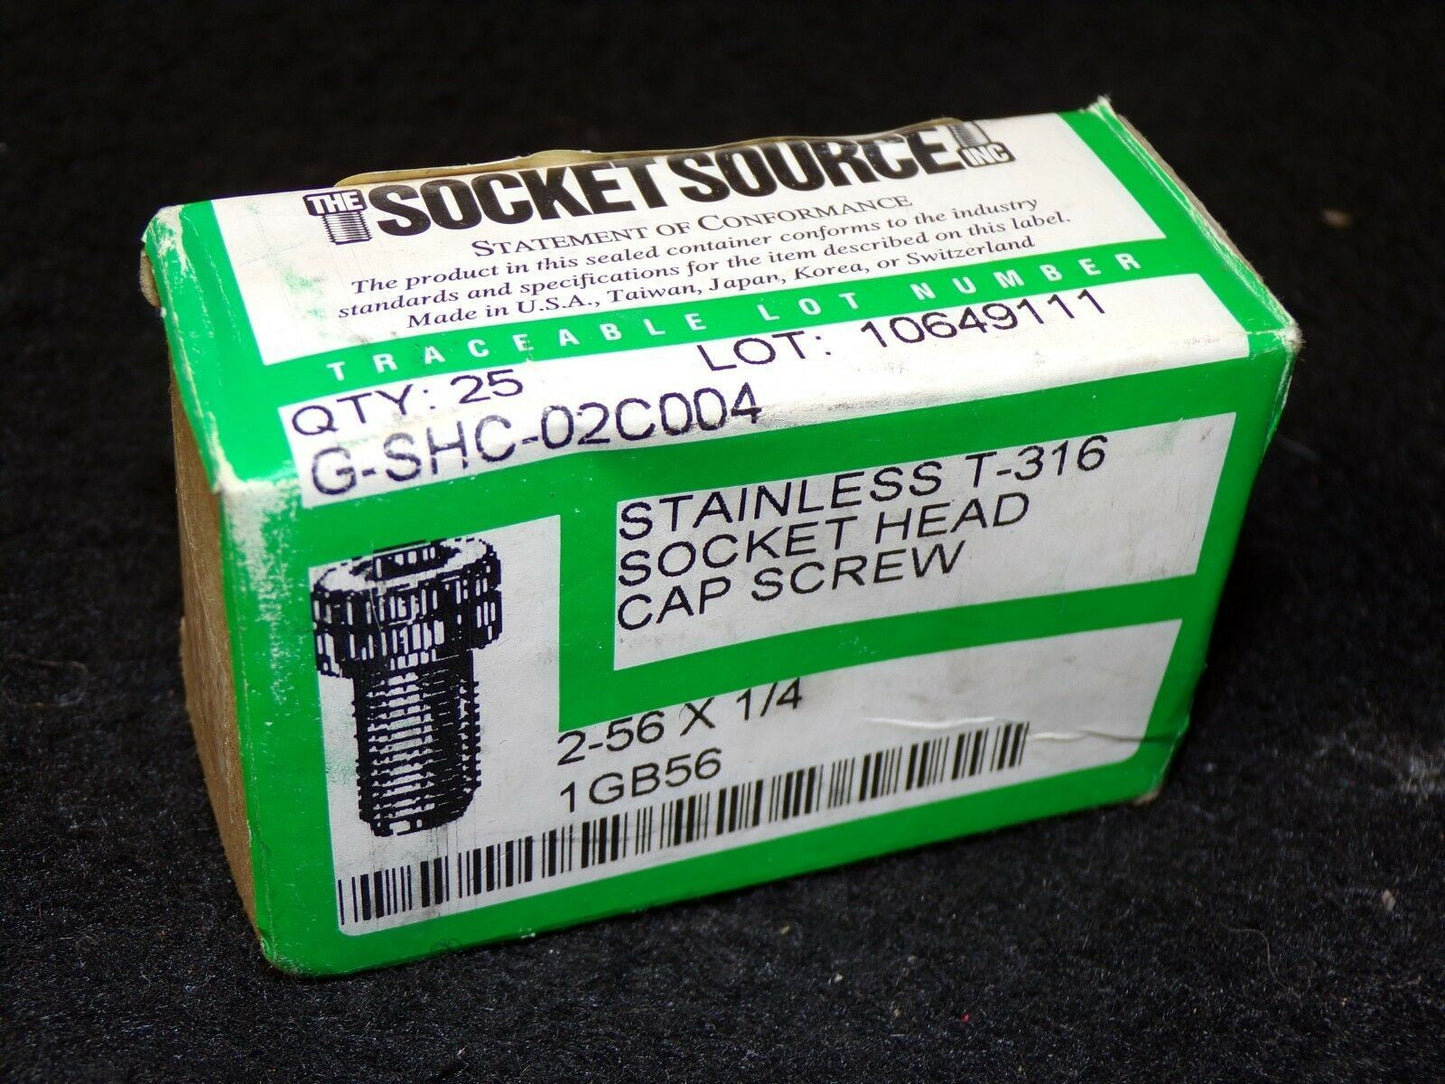 THE SOCKET SOURCE INC
STATEMENT OF CONFORMANCE
The product in this sealed container conforms to the industry
standards and specifications for the item described on this label.
Made in U.S.A., Taiwan, Japan, Korea, or Switzerland
TRACEABLE LOT NUMBER
QTY: 25 LOT: 10649111
G-SHC-02C004
STAINLESS T-316
SOCKET HEAD
CAP SCREW
2-56 X 1/4
1GB56